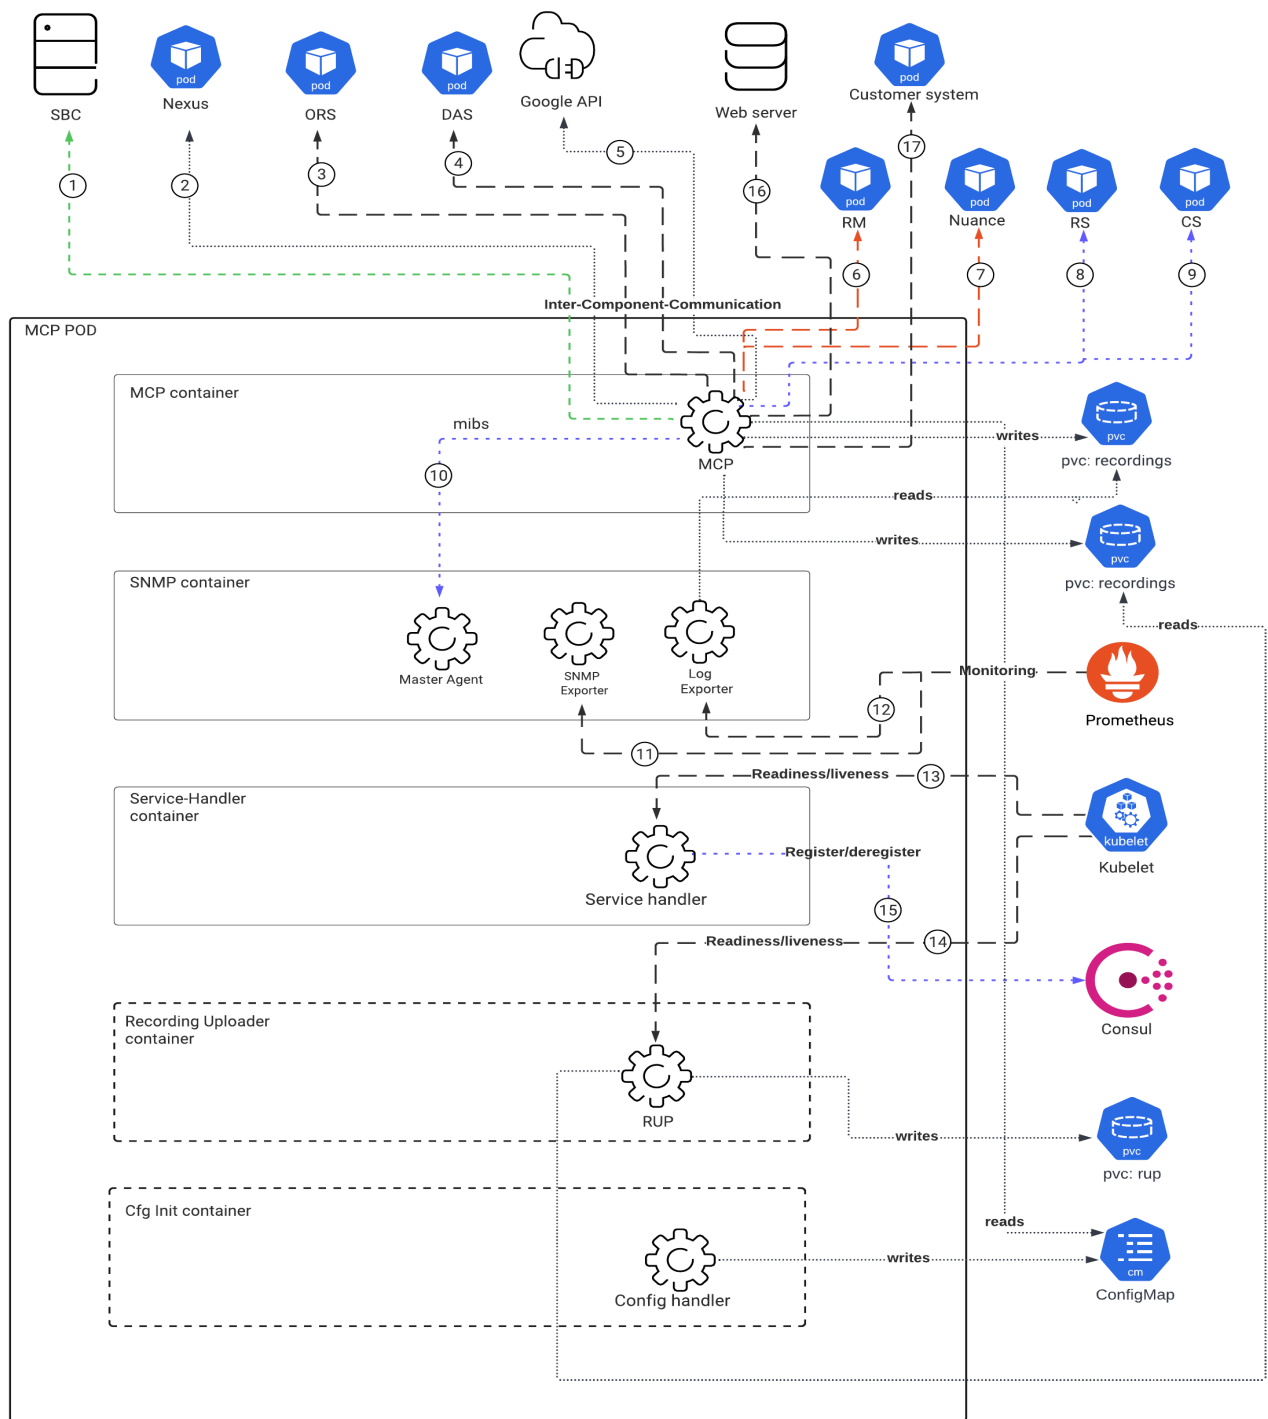 pod
pod
pod
pod
SBC
Nexus
ORS
DAS
Google API
Web server
Customer system
1
2
3
4
5
16
17
pod
pod
pod
pod
RM
Nuance
RS
CS
6
7
8
9
Inter-Component-Communication
MCP POD
MCP container
mibs
10
MCP
writes
pvc
pvc: recordings
reads
writes
pvc
pvc: recordings
reads
SNMP container
Master Agent
SNMP
Exporter
Log
Exporter
Monitoring
12
11
Prometheus
Readiness/liveness
13
Service-Handler
container
Service handler
Register/deregister
15
kubelet
Kubelet
Readiness/liveness
14
Consul
Recording Uploader
container
RUP
writes
pvc
pvc: rup
Cfg Init container
Config handler
reads
writes
cm
ConfigMap